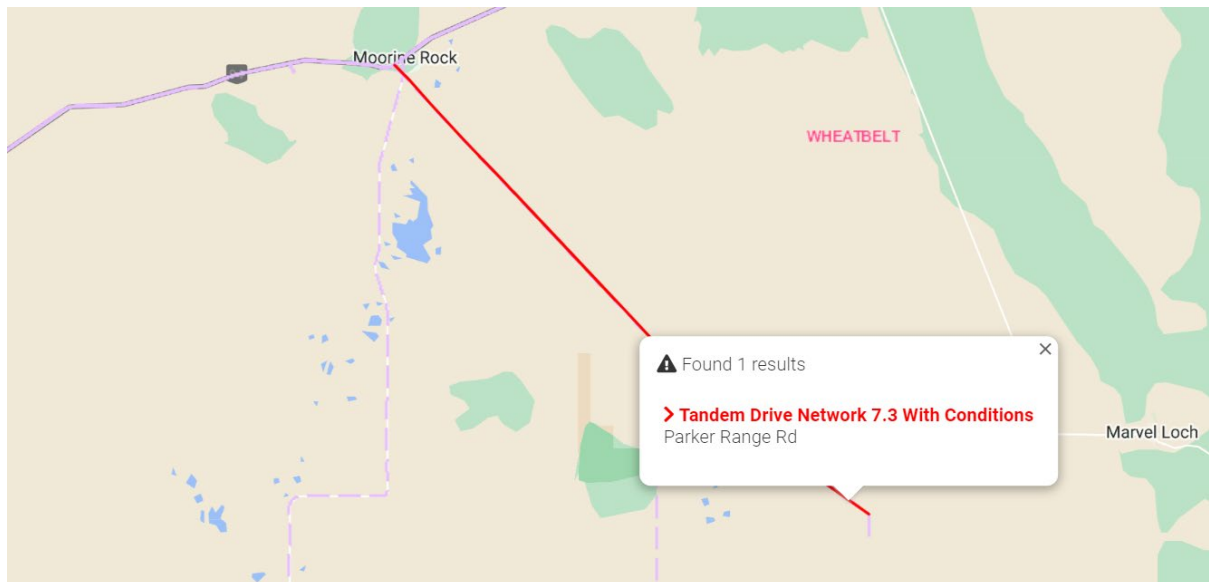 Moorine Rock
WHEATBELT
Found 1 results
Tandem Drive Network 7.3 With Conditions
Parker Range Rd
Marvel Loch